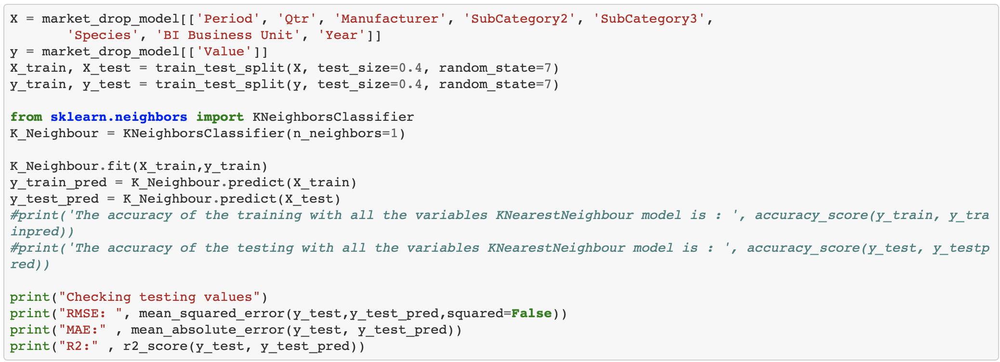 X = market_drop_model[['Period', 'Qtr', 'Manufacturer', 'SubCategory2', 'SubCategory3',
       'Species', 'BI Business Unit', 'Year']]
y = market_drop_model[['Value']]
X_train, X_test = train_test_split(X, test_size=0.4, random_state=7)
y_train, y_test = train_test_split(y, test_size=0.4, random_state=7)

from sklearn.neighbors import KNeighborsClassifier
K_Neighbour = KNeighborsClassifier(n_neighbors=1)

K_Neighbour.fit(X_train,y_train)
y_train_pred = K_Neighbour.predict(X_train)
y_test_pred = K_Neighbour.predict(X_test)
#print('The accuracy of the training with all the variables KNearestNeighbour model is : ', accuracy_score(y_train, y_tra
inpred))
#print('The accuracy of the testing with all the variables KNearestNeighbour model is : ', accuracy_score(y_test, y_testp
red))

print("Checking testing values")
print("RMSE: ", mean_squared_error(y_test,y_test_pred,squared=False))
print("MAE:" , mean_absolute_error(y_test, y_test_pred))
print("R2:" , r2_score(y_test, y_test_pred))